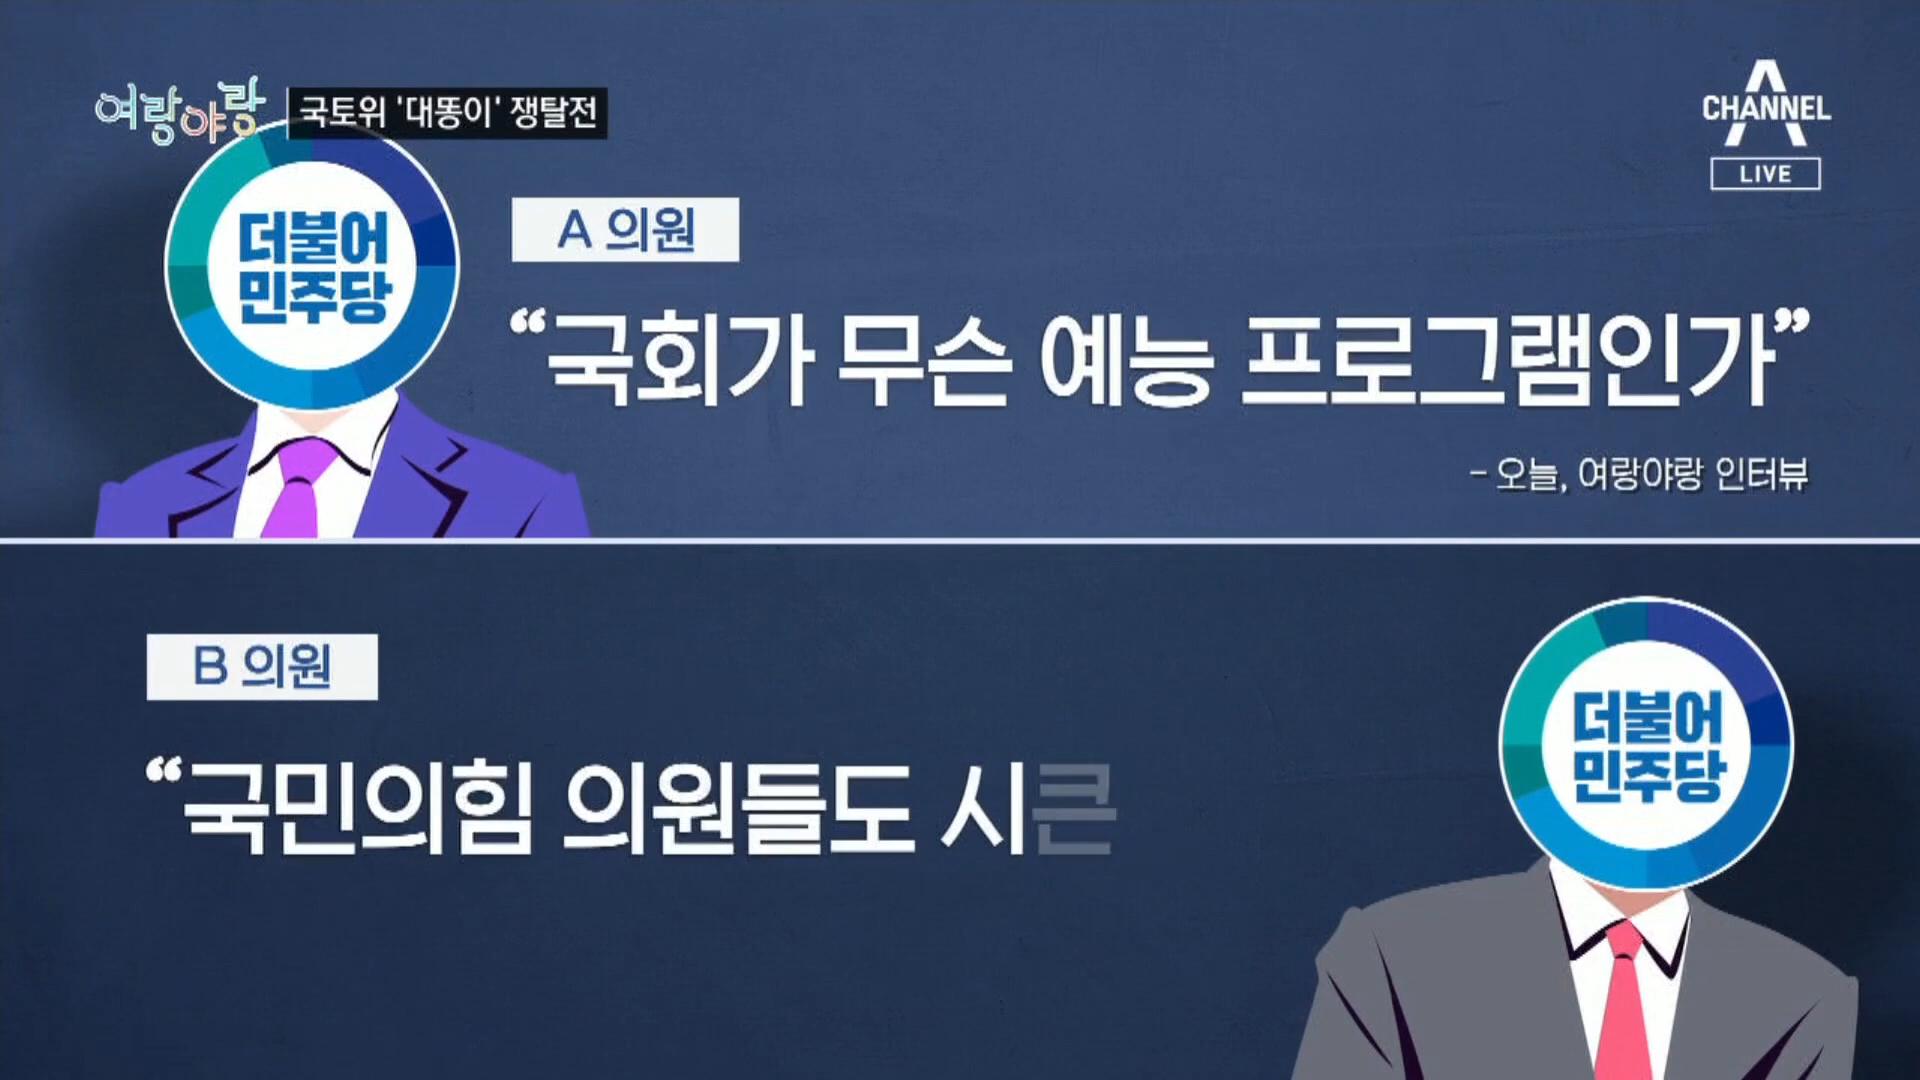 여랑야랑
국토위 '대똥이' 쟁탈전
CHANNEL A
LIVE
더불어
민주당
A 의원
“국회가 무슨 예능 프로그램인가”
- 오늘, 여랑야랑 인터뷰
B 의원
“국민의힘 의원들도 시큰
더불어
민주당